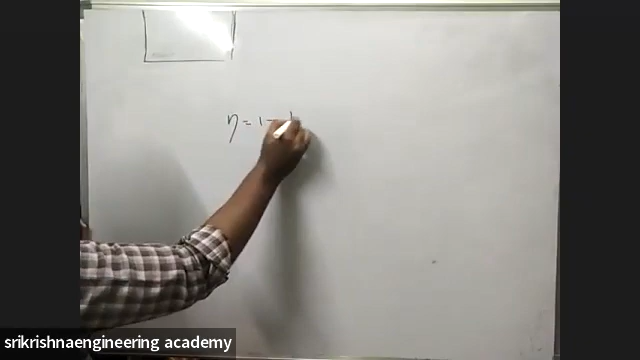 η = 1 -
srikrishnaengineering academy